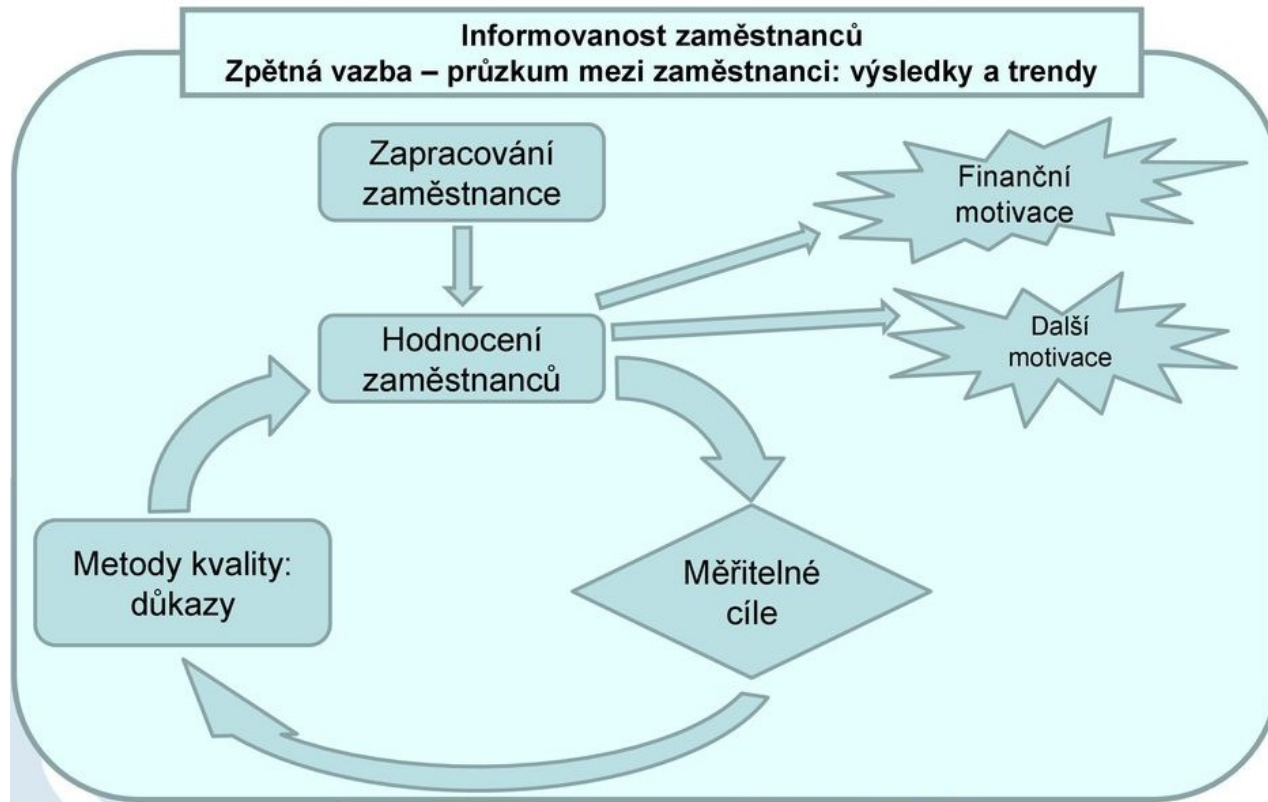 Informovanost zaměstnanců
Zpětná vazba – průzkum mezi zaměstnanci: výsledky a trendy
Zapracování
zaměstnance
Finanční
motivace
Hodnocení
zaměstnanců
Další
motivace
Metody kvality:
důkazy
Měřitelné
cíle